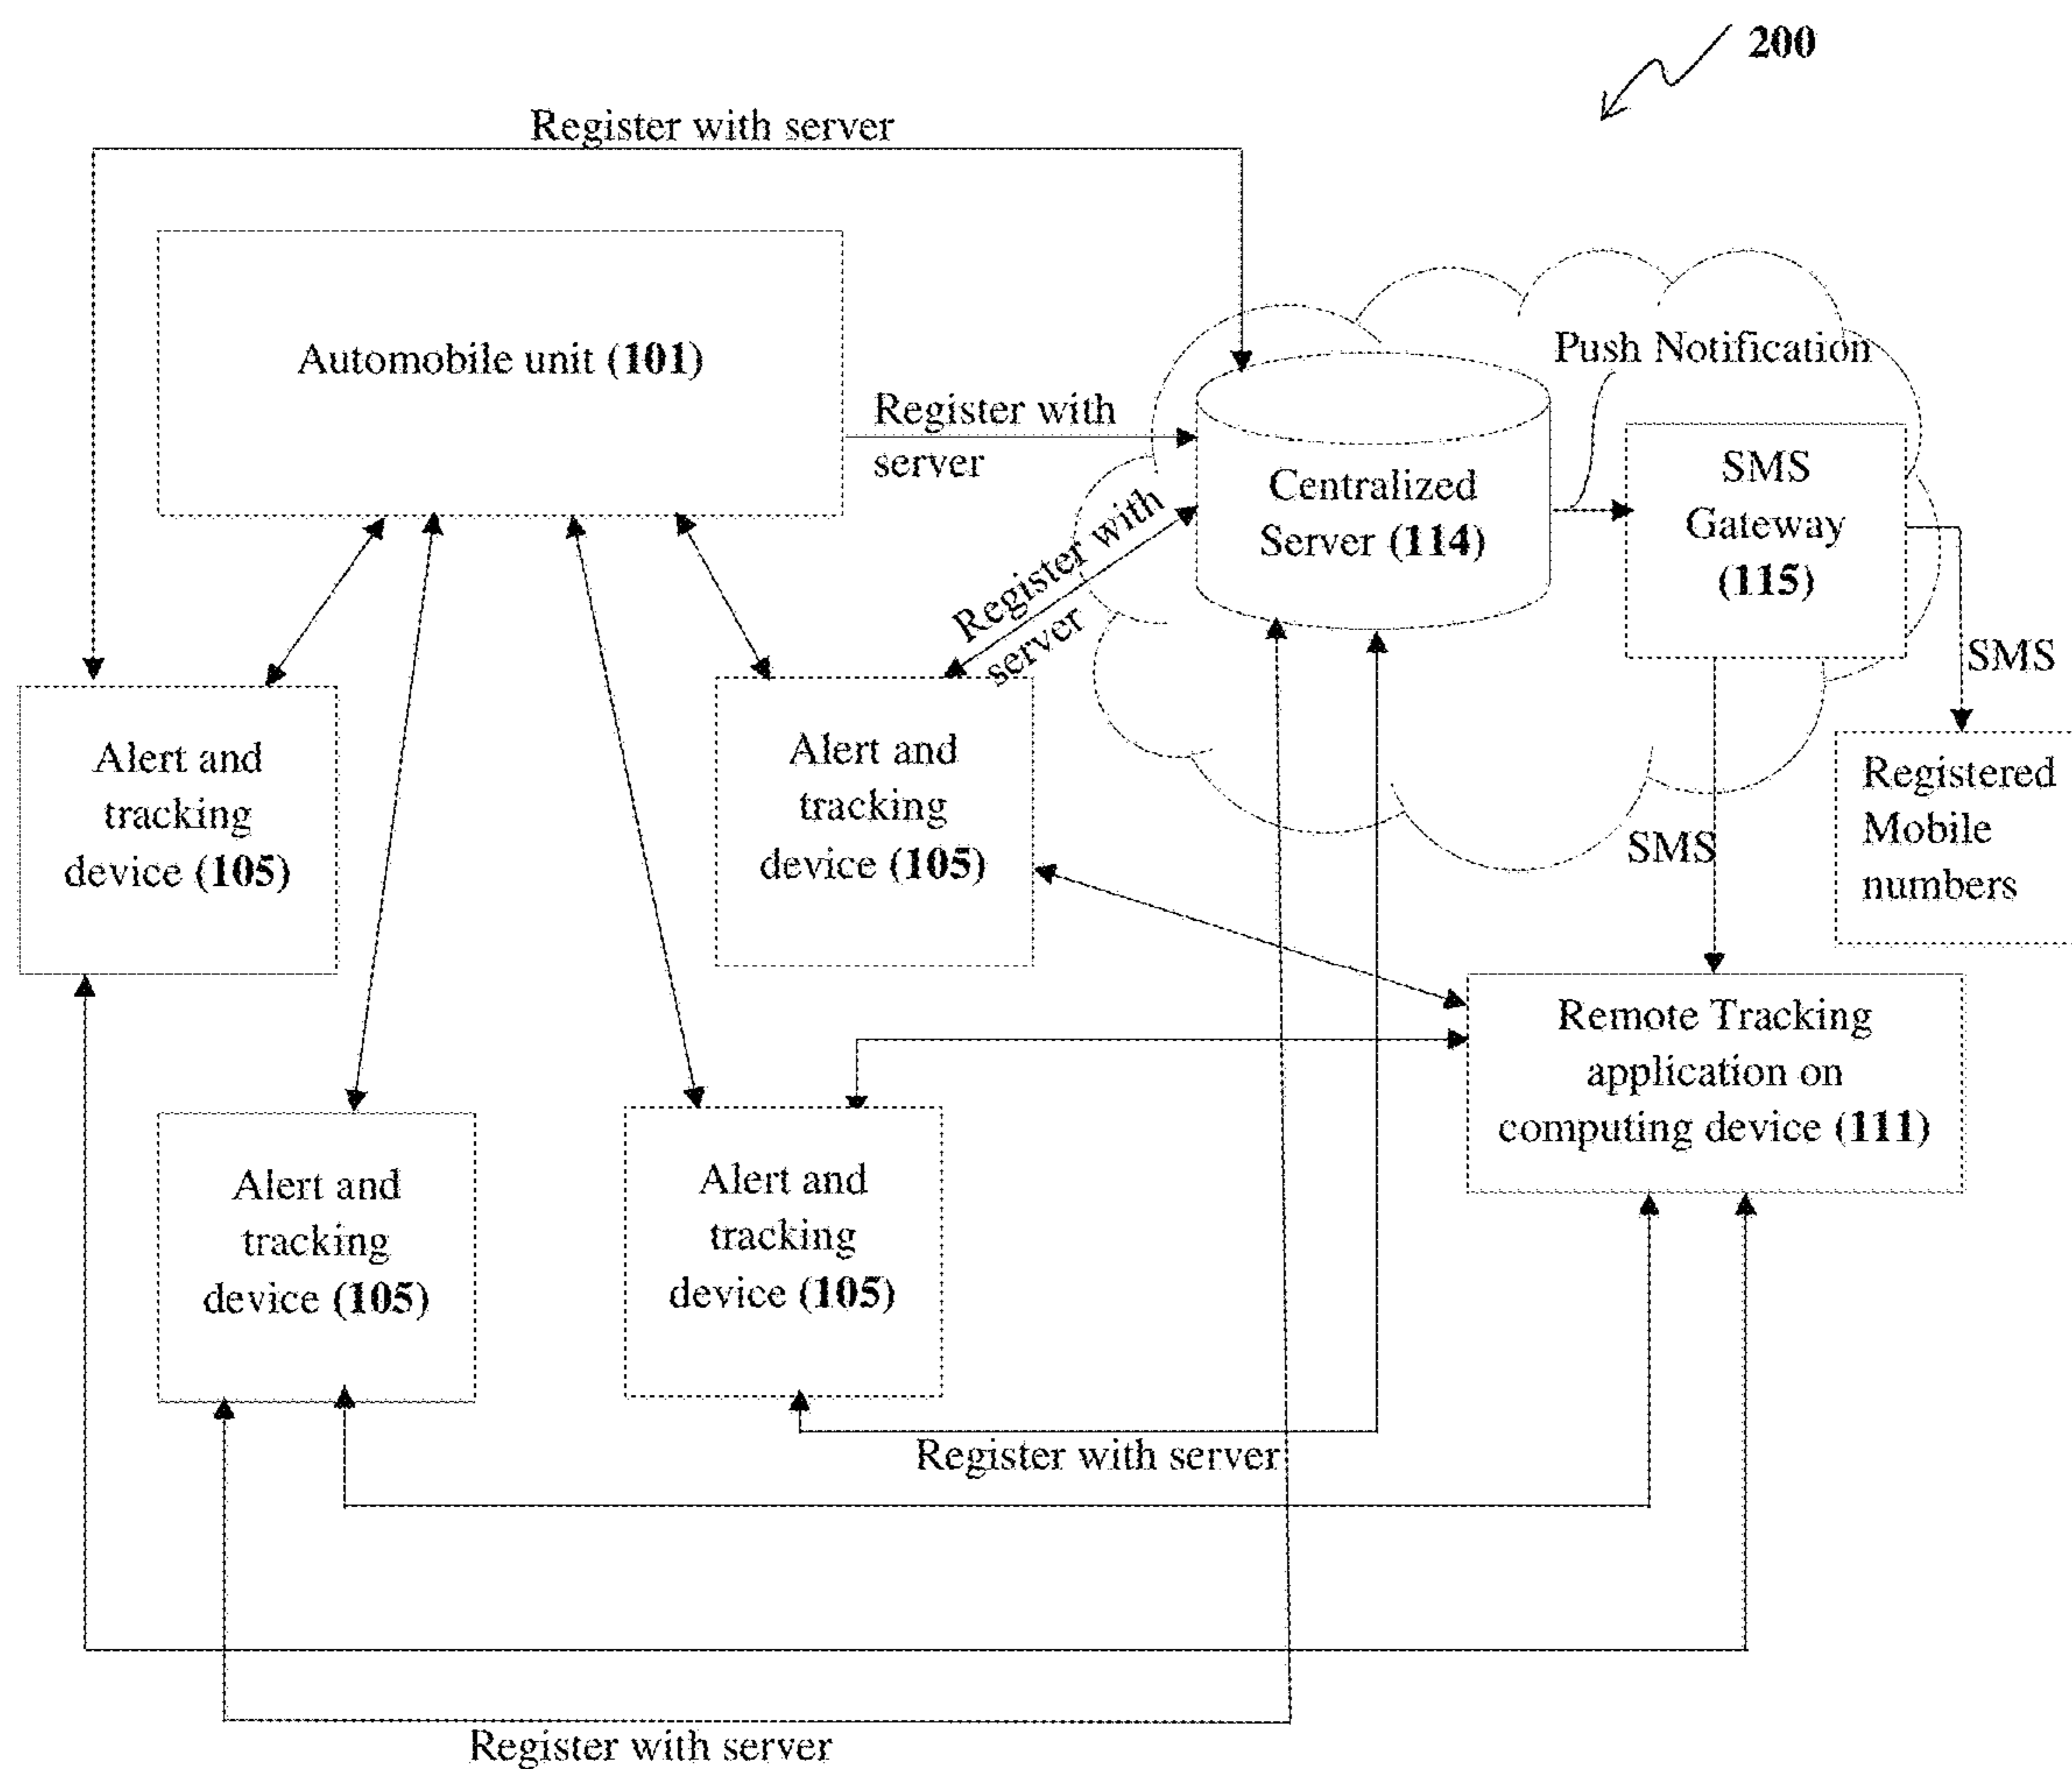 200
Register with server
Automobile unit (101)
Push Notification
Register with
server
SMS
Gateway
(115)
Centralized
Server (114)
Register with
server
SMS
Alert and
tracking
device (105)
Alert and
tracking
device (105)
Registered
Mobile
numbers
SMS
Remote Tracking
application on
computing device (111)
Alert and
tracking
device (105)
Alert and
tracking
device (105)
Register with server
Register with server